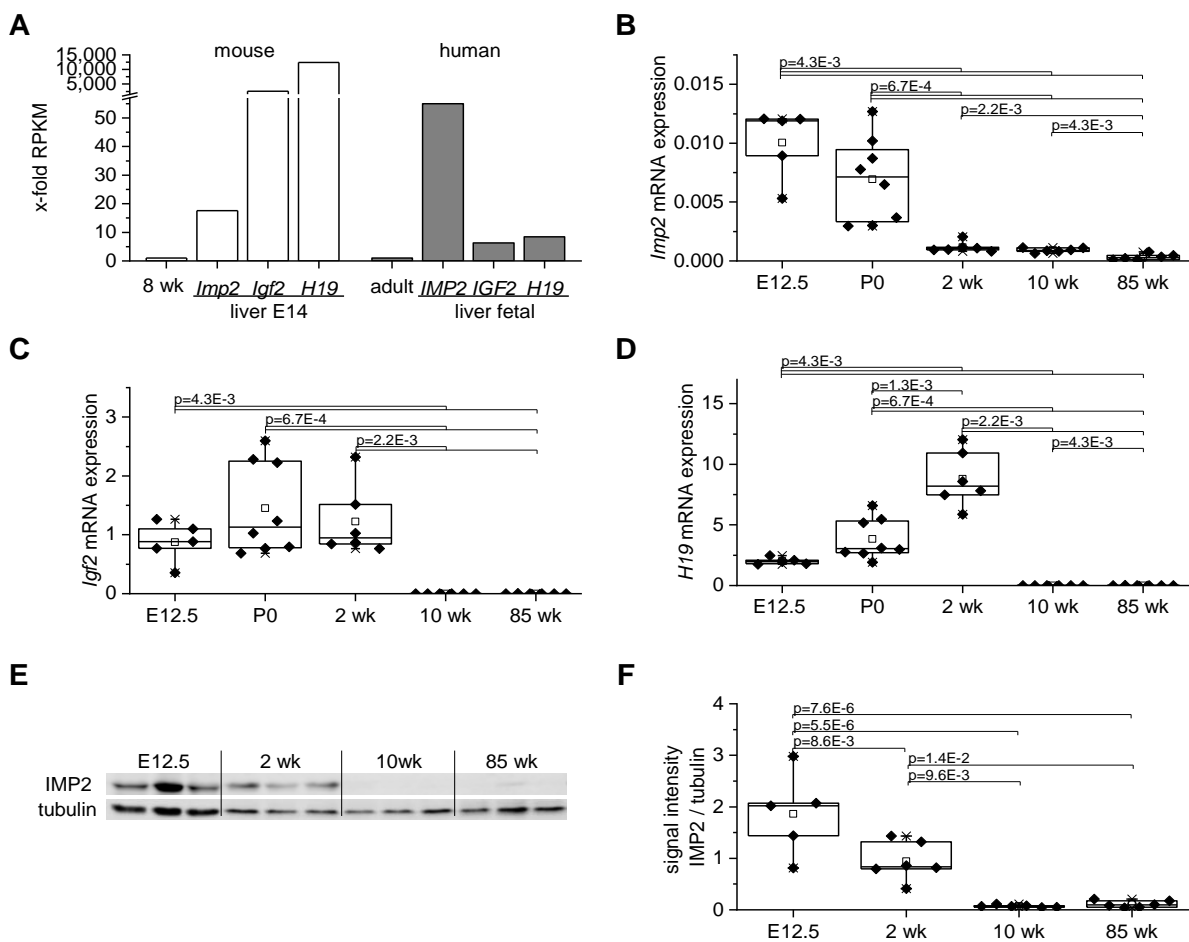 A
mouse
human
x-fold RPKM
15,000
5,000
50
40
30
20
10
0
8 wk
Imp2
Igf2
H19
adult
IMP2
IGF2
H19
liver E14
liver fetal
B
Imp2 mRNA expression
0.015
0.010
0.005
0.000
p=4.3E-3
p=6.7E-4
p=2.2E-3
p=4.3E-3
E12.5
P0
2 wk
10 wk
85 wk
C
Igf2 mRNA expression
3
2
1
0
p=4.3E-3
p=6.7E-4
p=2.2E-3
E12.5
P0
2 wk
10 wk
85 wk
D
H19 mRNA expression
15
10
5
0
p=4.3E-3
p=1.3E-3
p=6.7E-4
p=2.2E-3
p=4.3E-3
E12.5
P0
2 wk
10 wk
85 wk
E
E12.5
2 wk
10wk
85 wk
IMP2
tubulin
F
signal intensity
IMP2 / tubulin
4
3
2
1
0
p=7.6E-6
p=5.5E-6
p=8.6E-3
p=1.4E-2
p=9.6E-3
E12.5
2 wk
10 wk
85 wk